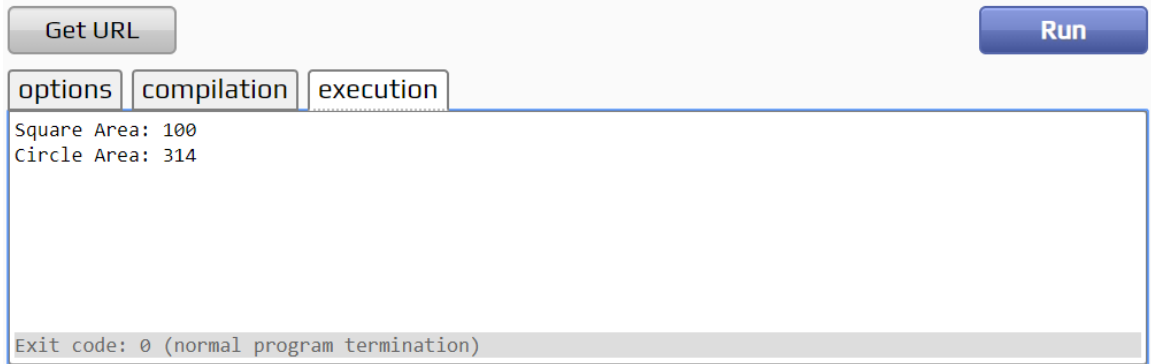 Get URL
Run
options compilation execution
Square Area: 100
Circle Area: 314
Exit code: 0 (normal program termination)